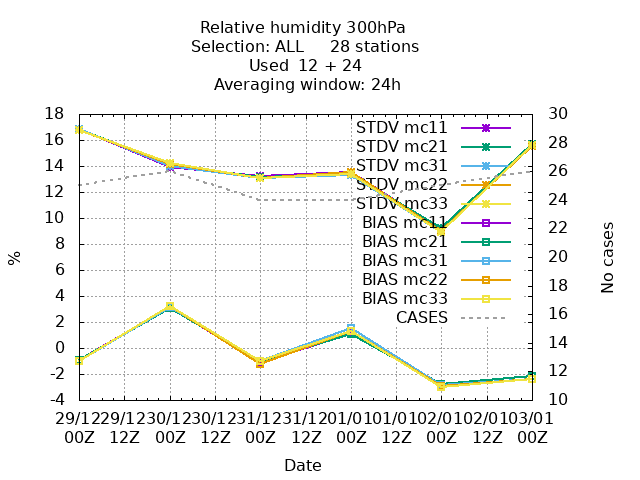 Relative humidity 300hPa
Selection: ALL     28 stations
Used  12 + 24
Averaging window: 24h
18
16
14
12
10
8
6
4
2
0
-2
-4
%
30
28
26
24
22
20
18
16
14
12
10
No cases
STDV mc11
STDV mc21
STDV mc31
STDV mc22
STDV mc33
BIAS mc11
BIAS mc21
BIAS mc31
BIAS mc22
BIAS mc33
CASES
29/12 29/12 30/12 30/12 31/12 31/12 01/01 01/01 02/01 02/01 03/01
00Z 12Z 00Z 12Z 00Z 12Z 00Z 12Z 00Z 12Z 00Z
Date